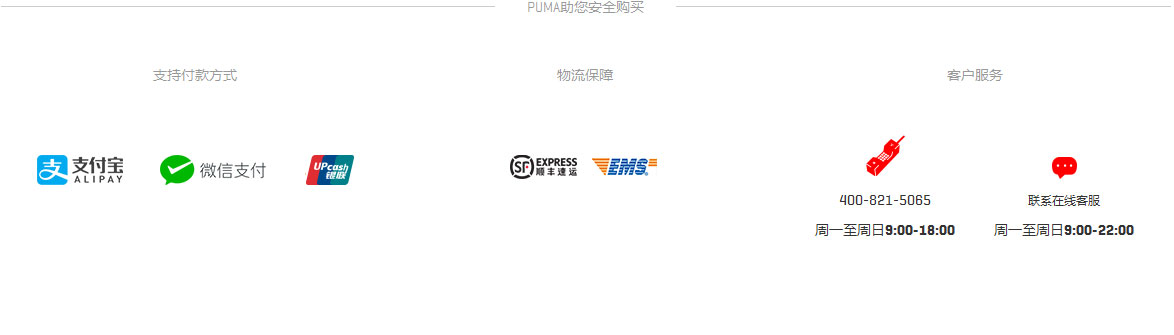 PUMA助您安全购买
支持付款方式
物流保障
客户服务
支 支付宝
ALIPAY
微信支付
UPcash
银联
SF EXPRESS
顺丰速运
EMS
400-821-5065
联系在线客服
周一至周日9:00-18:00
周一至周日9:00-22:00